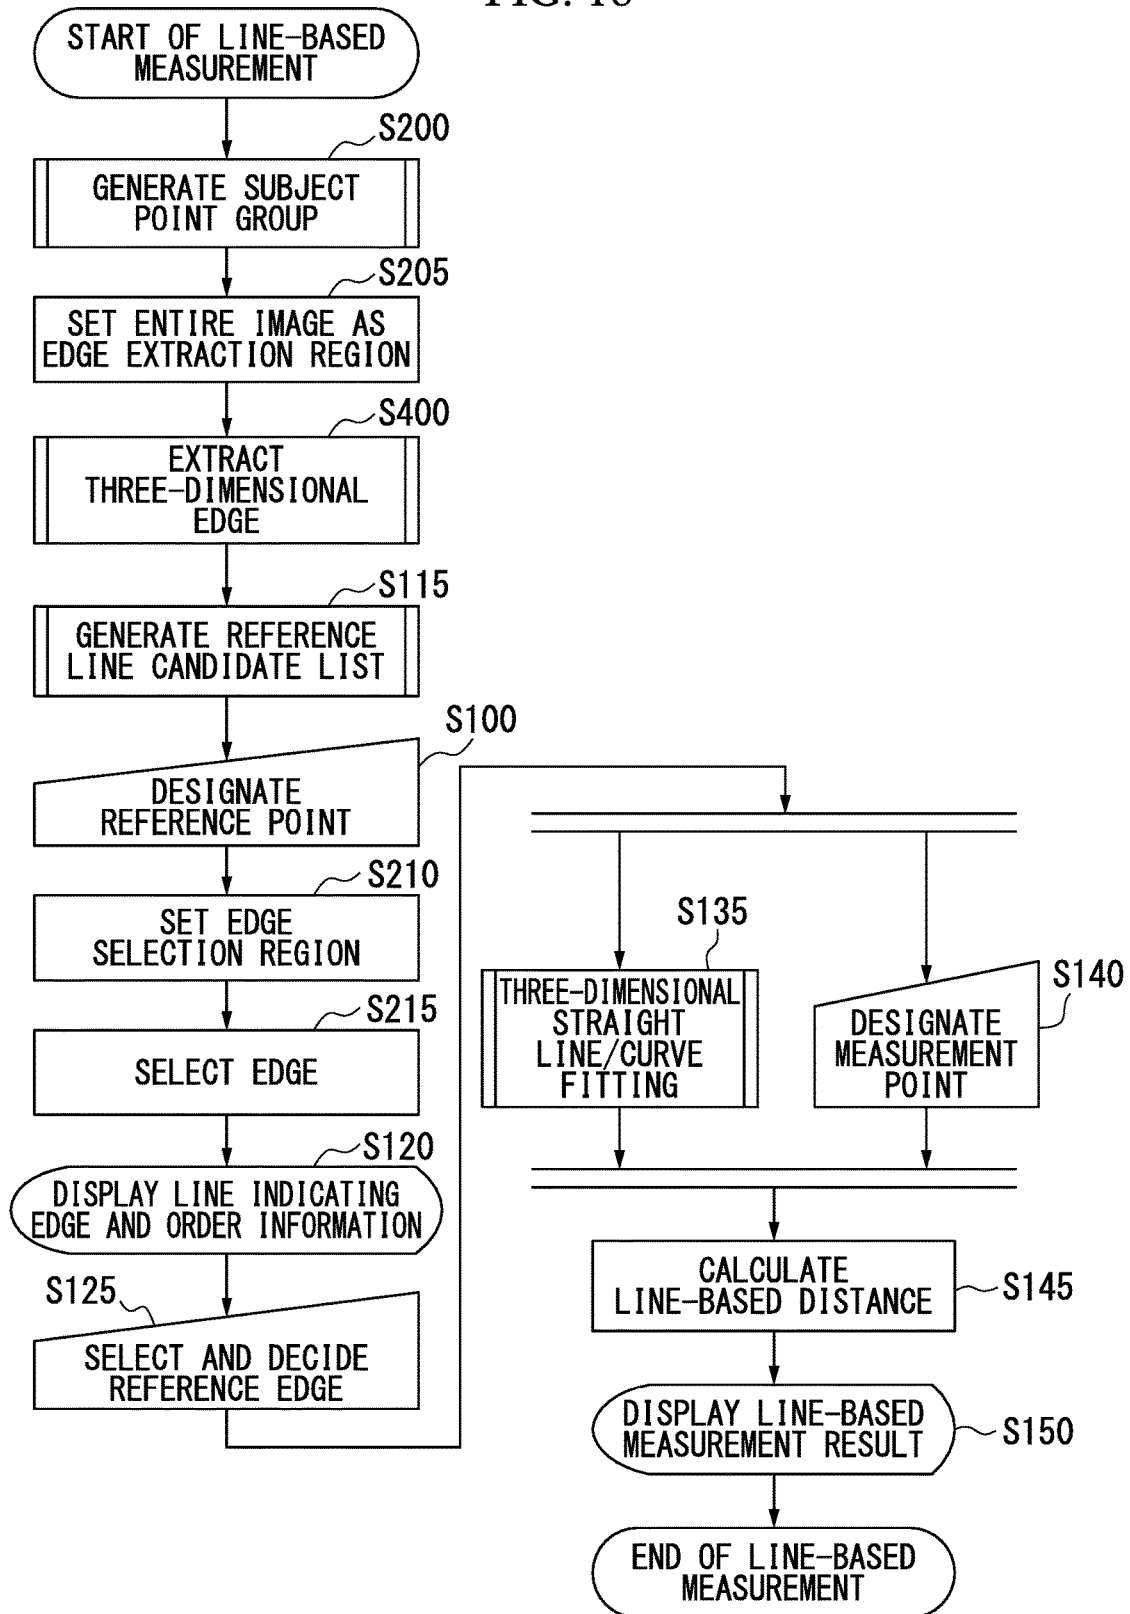 START OF LINE-BASED
MEASUREMENT
S200
GENERATE SUBJECT
POINT GROUP
S205
SET ENTIRE IMAGE AS
EDGE EXTRACTION REGION
S400
EXTRACT
THREE-DIMENSIONAL
EDGE
S115
GENERATE REFERENCE
LINE CANDIDATE LIST
S100
DESIGNATE
REFERENCE POINT
S210
SET EDGE
SELECTION REGION
S215
SELECT EDGE
S120
DISPLAY LINE INDICATING
EDGE AND ORDER INFORMATION
S125
SELECT AND DECIDE
REFERENCE EDGE
S135
THREE-DIMENSIONAL
STRAIGHT
LINE/CURVE
FITTING
S140
DESIGNATE
MEASUREMENT
POINT
CALCULATE
LINE-BASED DISTANCE
S145
DISPLAY LINE-BASED
MEASUREMENT RESULT
S150
END OF LINE-BASED
MEASUREMENT